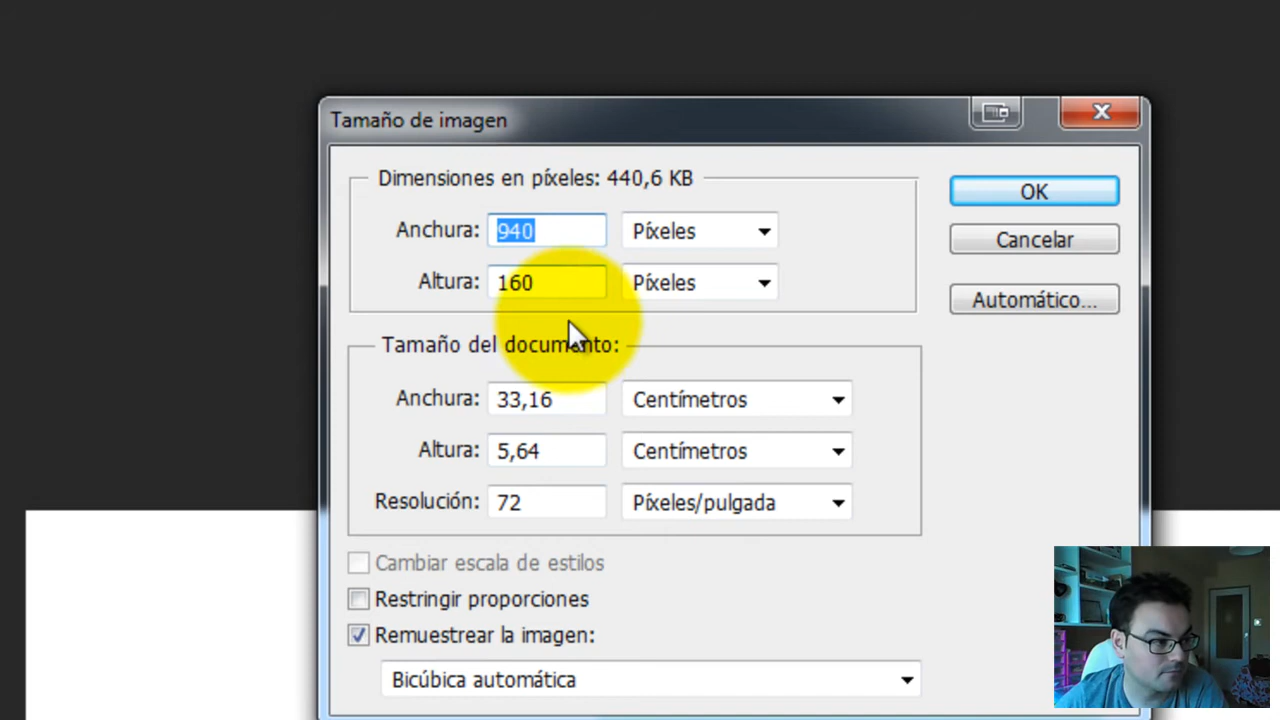 Tamaño de imagen
Dimensiones en píxeles: 440,6 KB
OK
Anchura: 940 Píxeles
Cancelar
Altura: 160 Píxeles
Automático...
Tamaño del documento:
Anchura: 33,16 Centímetros
Altura: 5,64 Centímetros
Resolución: 72 Píxeles/pulgada
Cambiar escala de estilos
Restringir proporciones
Remuestrear la imagen:
Bicúbica automática